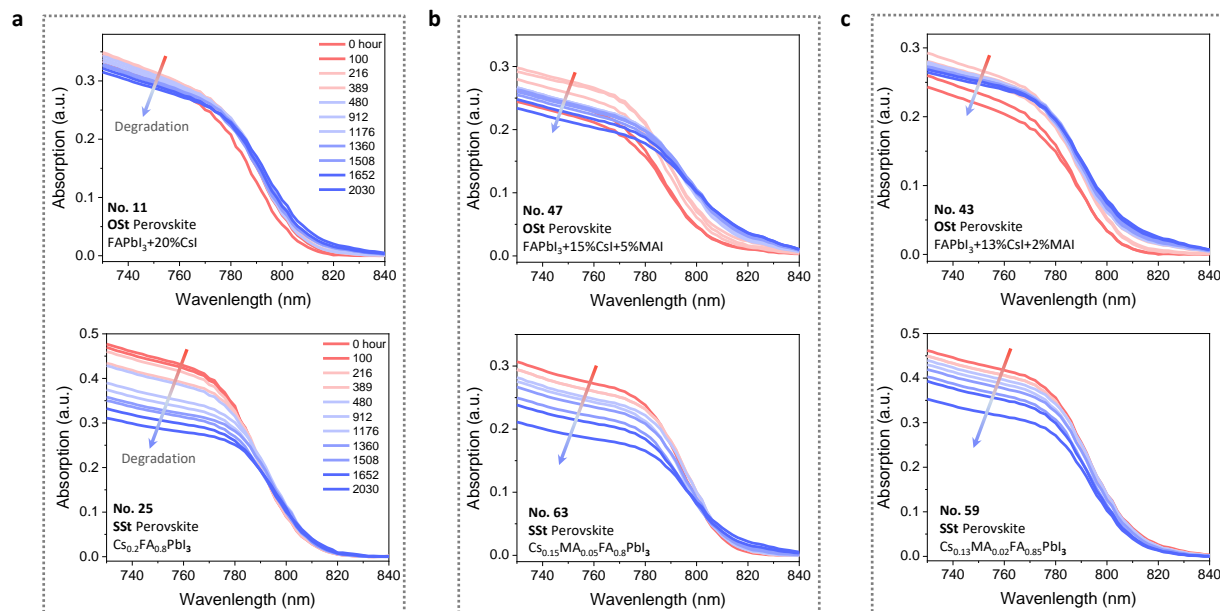 a
b
c
Absorption (a.u.)
0.3
0.2
0.1
0.0
0 hour
100
216
389
480
912
1176
1360
1508
1652
2030
Degradation
No. 11
OSt Perovskite
FAPbI₃+20%CsI
740 760 780 800 820 840
Wavelength (nm)
Absorption (a.u.)
0.3
0.2
0.1
0.0
No. 47
OSt Perovskite
FAPbI₃+15%CsI+5%MAI
740 760 780 800 820 840
Wavelength (nm)
Absorption (a.u.)
0.3
0.2
0.1
0.0
No. 43
OSt Perovskite
FAPbI₃+13%CsI+2%MAI
740 760 780 800 820 840
Wavelength (nm)
Absorption (a.u.)
0.5
0.4
0.3
0.2
0.1
0.0
0 hour
100
216
389
480
912
1176
1360
1508
1652
2030
Degradation
No. 25
SSt Perovskite
Cs₀.₂FA₀.₈PbI₃
740 760 780 800 820 840
Wavelength (nm)
Absorption (a.u.)
0.3
0.2
0.1
0.0
No. 63
SSt Perovskite
Cs₀.₁₅MA₀.₀₅FA₀.₈PbI₃
740 760 780 800 820 840
Wavelength (nm)
Absorption (a.u.)
0.5
0.4
0.3
0.2
0.1
0.0
No. 59
SSt Perovskite
Cs₀.₁₃MA₀.₀₂FA₀.₈₅PbI₃
740 760 780 800 820 840
Wavelength (nm)